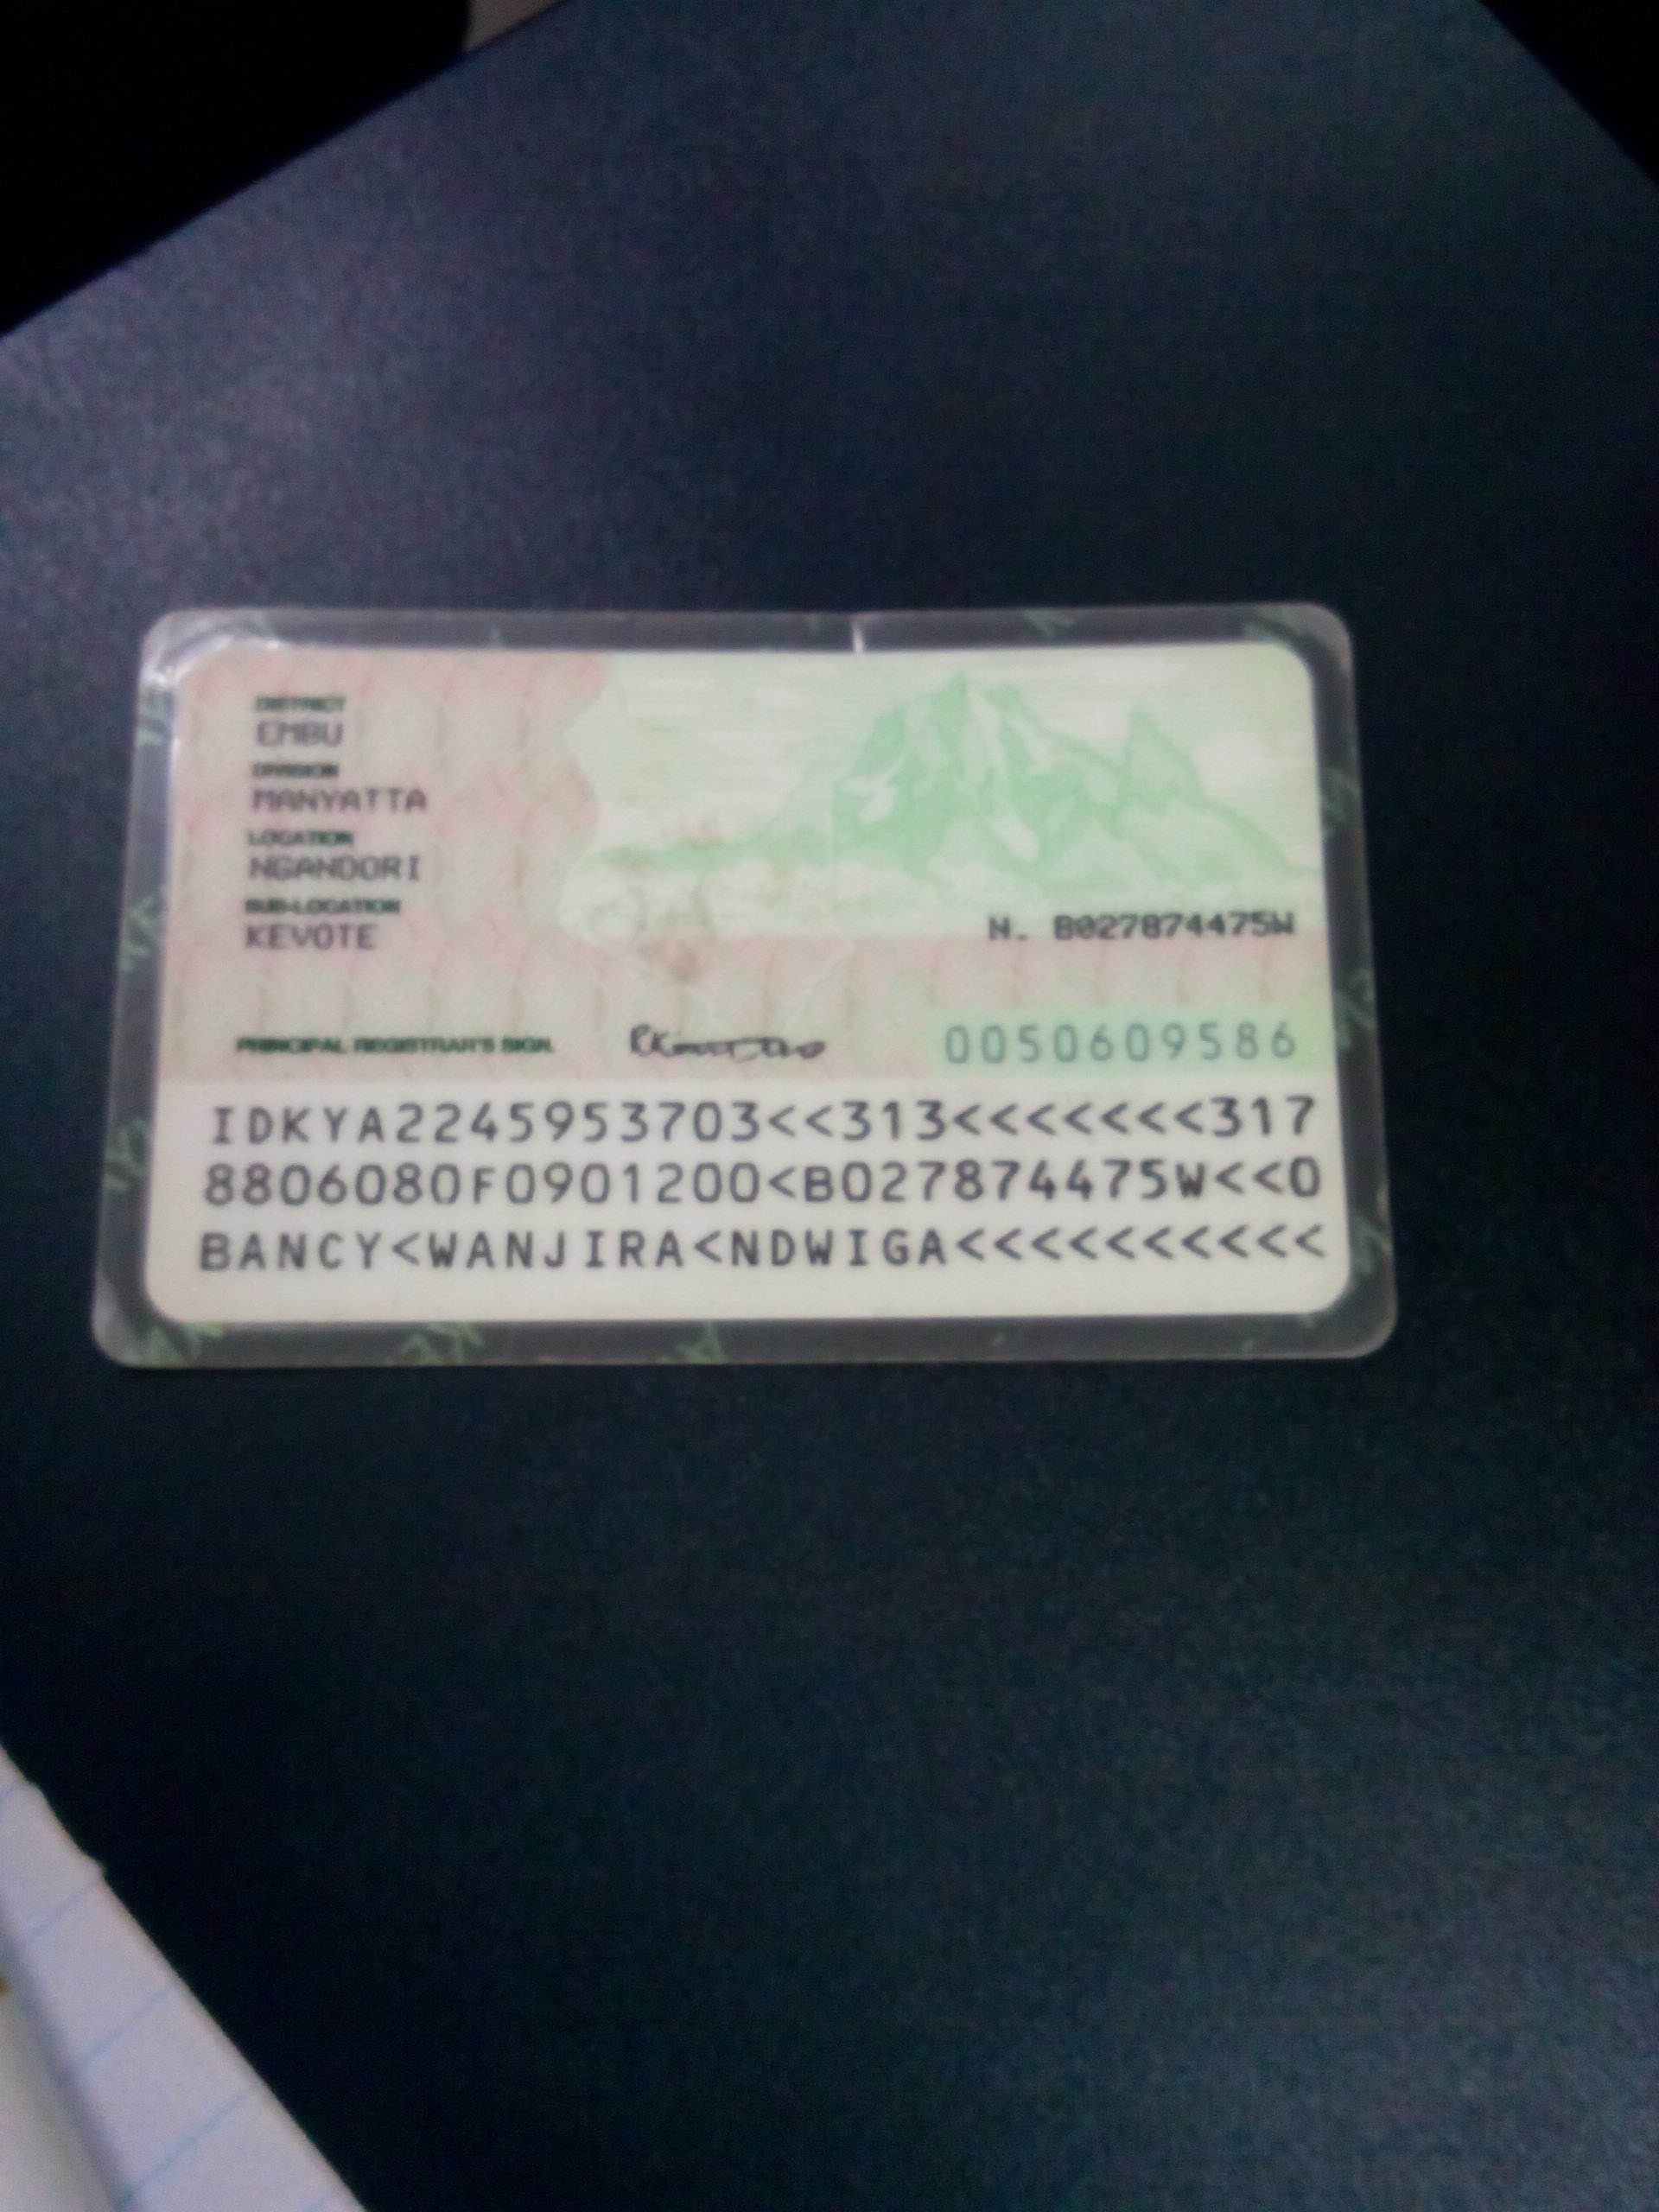 DISTRICT
EMBU
DIVISION
MANYATTA
LOCATION
NGANDORI
SUB-LOCATION
KEVOTE
N. B027874475W
PRINCIPAL REGISTRAR'S SIGN.
0050609586
IDKYA2245953703<<313<<<<<<<317
8806080F0901200<B027874475W<<0
BANCY<WANJIRA<NDWIGA<<<<<<<<<<